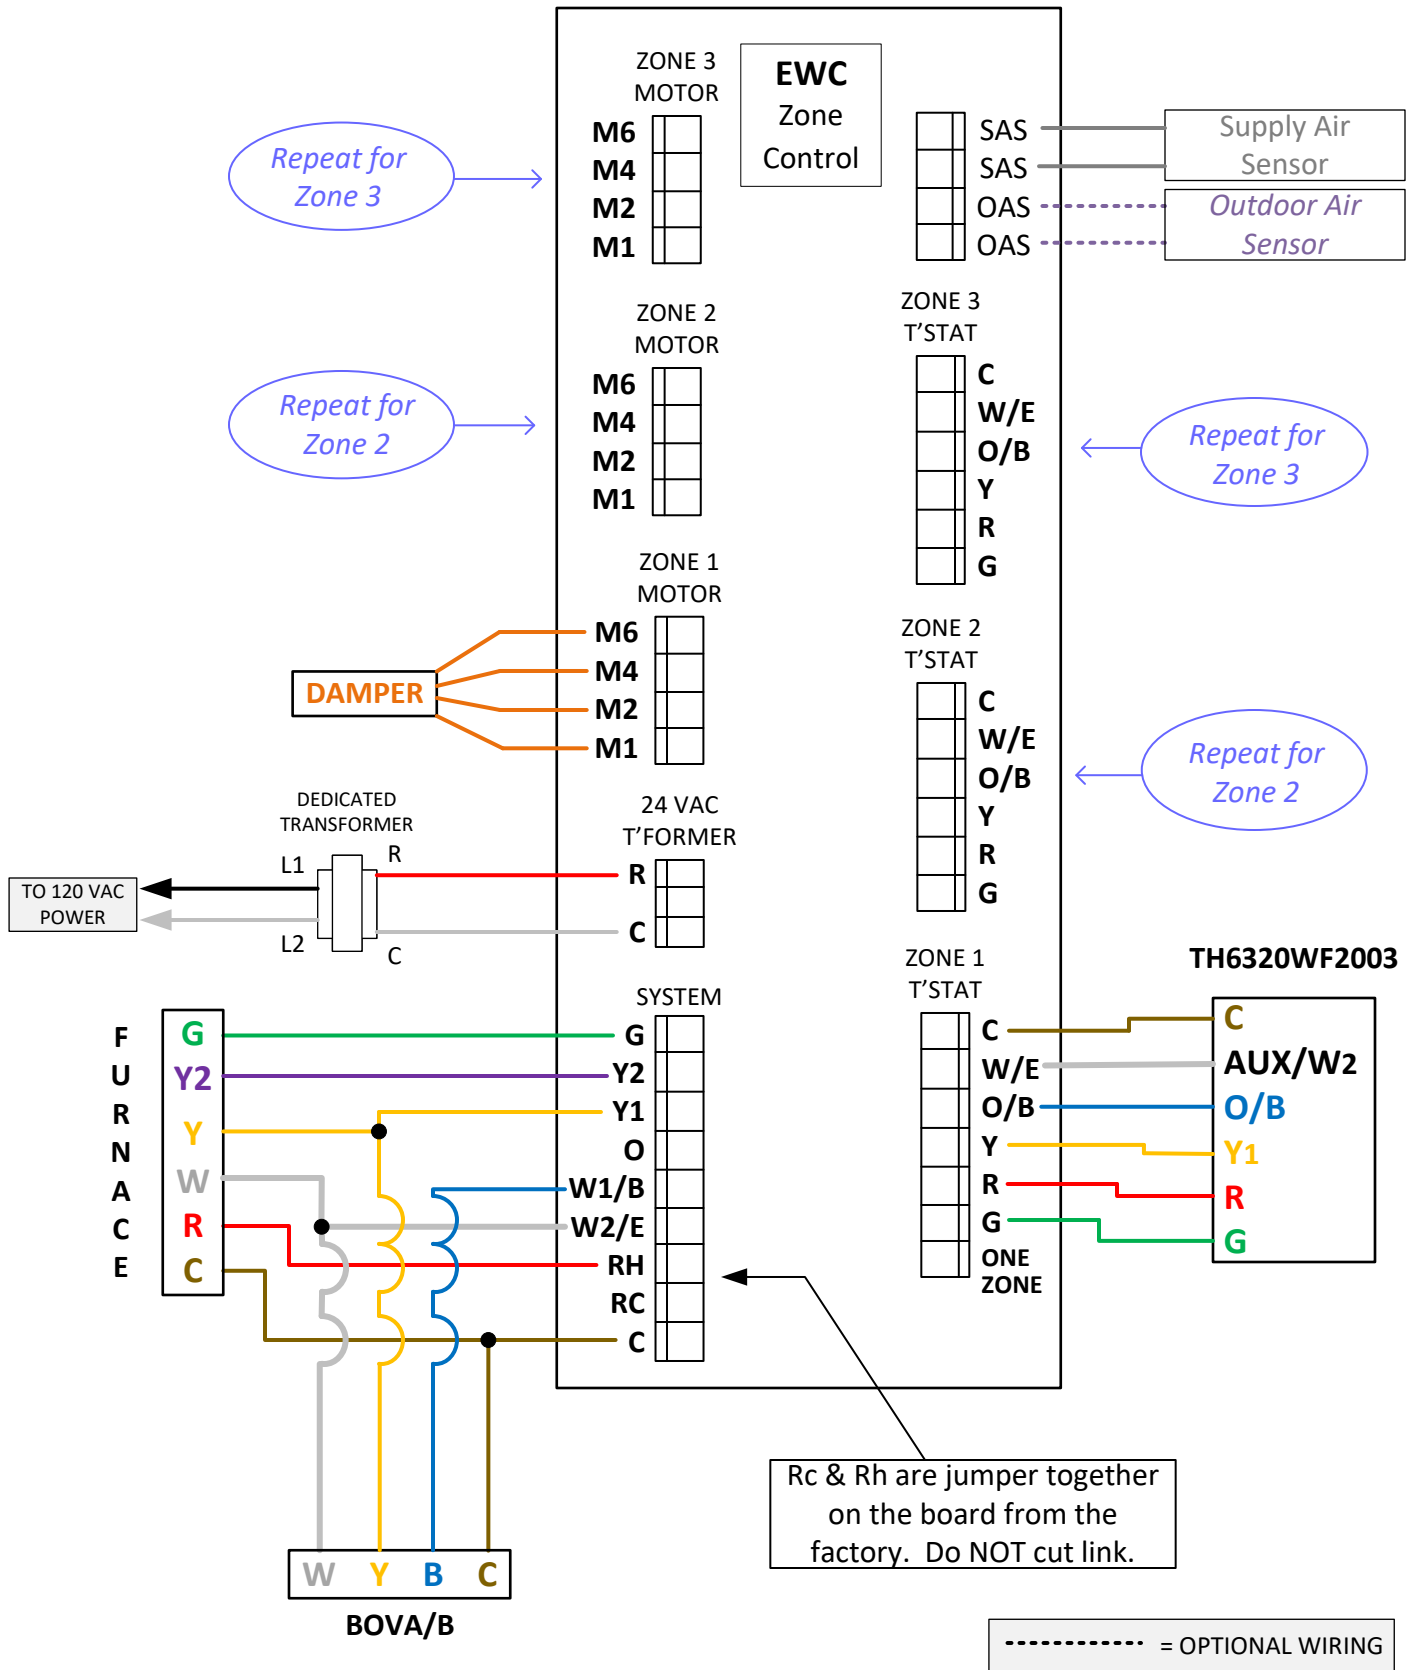 ZONE 3
MOTOR
M6
M4
M2
M1
EWC
Zone
Control
SAS
SAS
OAS
OAS
Supply Air
Sensor
Outdoor Air
Sensor
Repeat for
Zone 3
ZONE 2
MOTOR
M6
M4
M2
M1
Repeat for
Zone 2
ZONE 3
T’STAT
C
W/E
O/B
Y
R
G
Repeat for
Zone 3
ZONE 1
MOTOR
M6
M4
M2
M1
DAMPER
ZONE 2
T’STAT
C
W/E
O/B
Y
R
G
Repeat for
Zone 2
DEDICATED
TRANSFORMER
L1
R
L2
C
TO 120 VAC
POWER
24 VAC
T’FORMER
R
C
SYSTEM
G
Y2
Y1
O
W1/B
W2/E
RH
RC
C
F
U
R
N
A
C
E
G
Y2
Y
W
R
C
ZONE 1
T’STAT
C
W/E
O/B
Y
R
G
ONE
ZONE
TH6320WF2003
C
AUX/W2
O/B
Y1
R
G
Rc & Rh are jumper together
on the board from the
factory. Do NOT cut link.
W Y B C
BOVA/B
= OPTIONAL WIRING